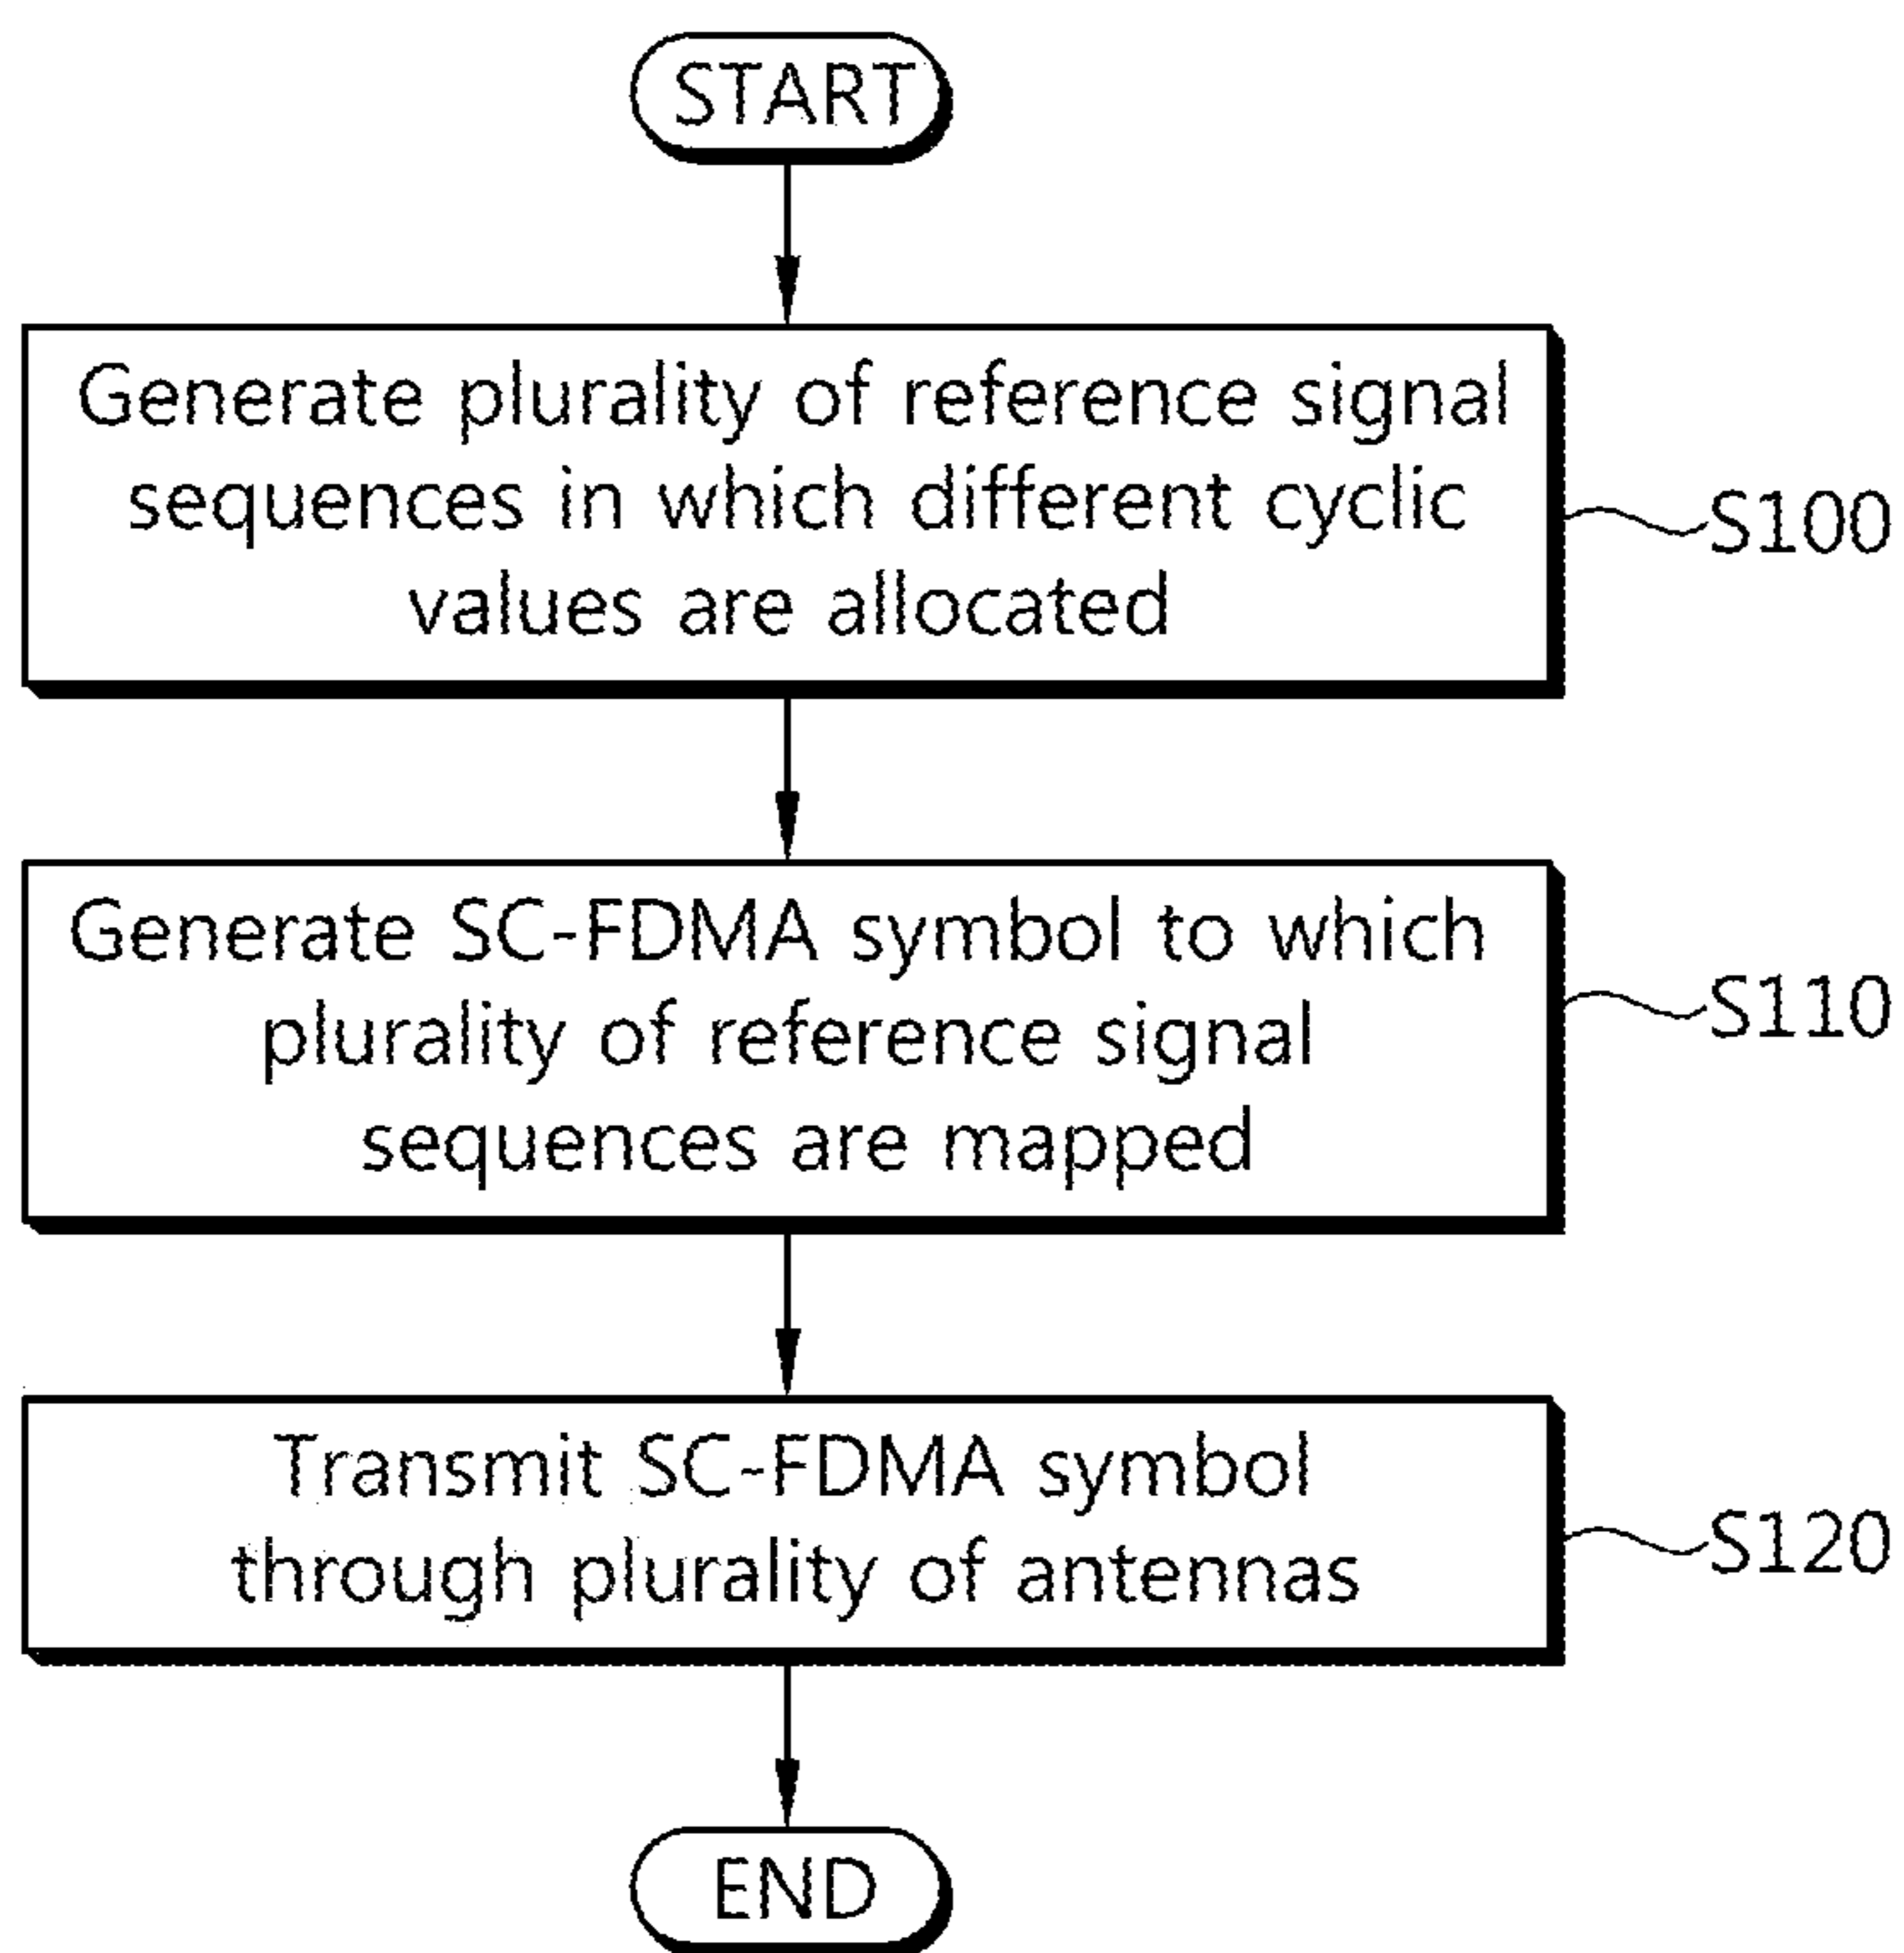 START
Generate plurality of reference signal
sequences in which different cyclic
values are allocated
S100
Generate SC-FDMA symbol to which
plurality of reference signal
sequences are mapped
S110
Transmit SC-FDMA symbol
through plurality of antennas
S120
END